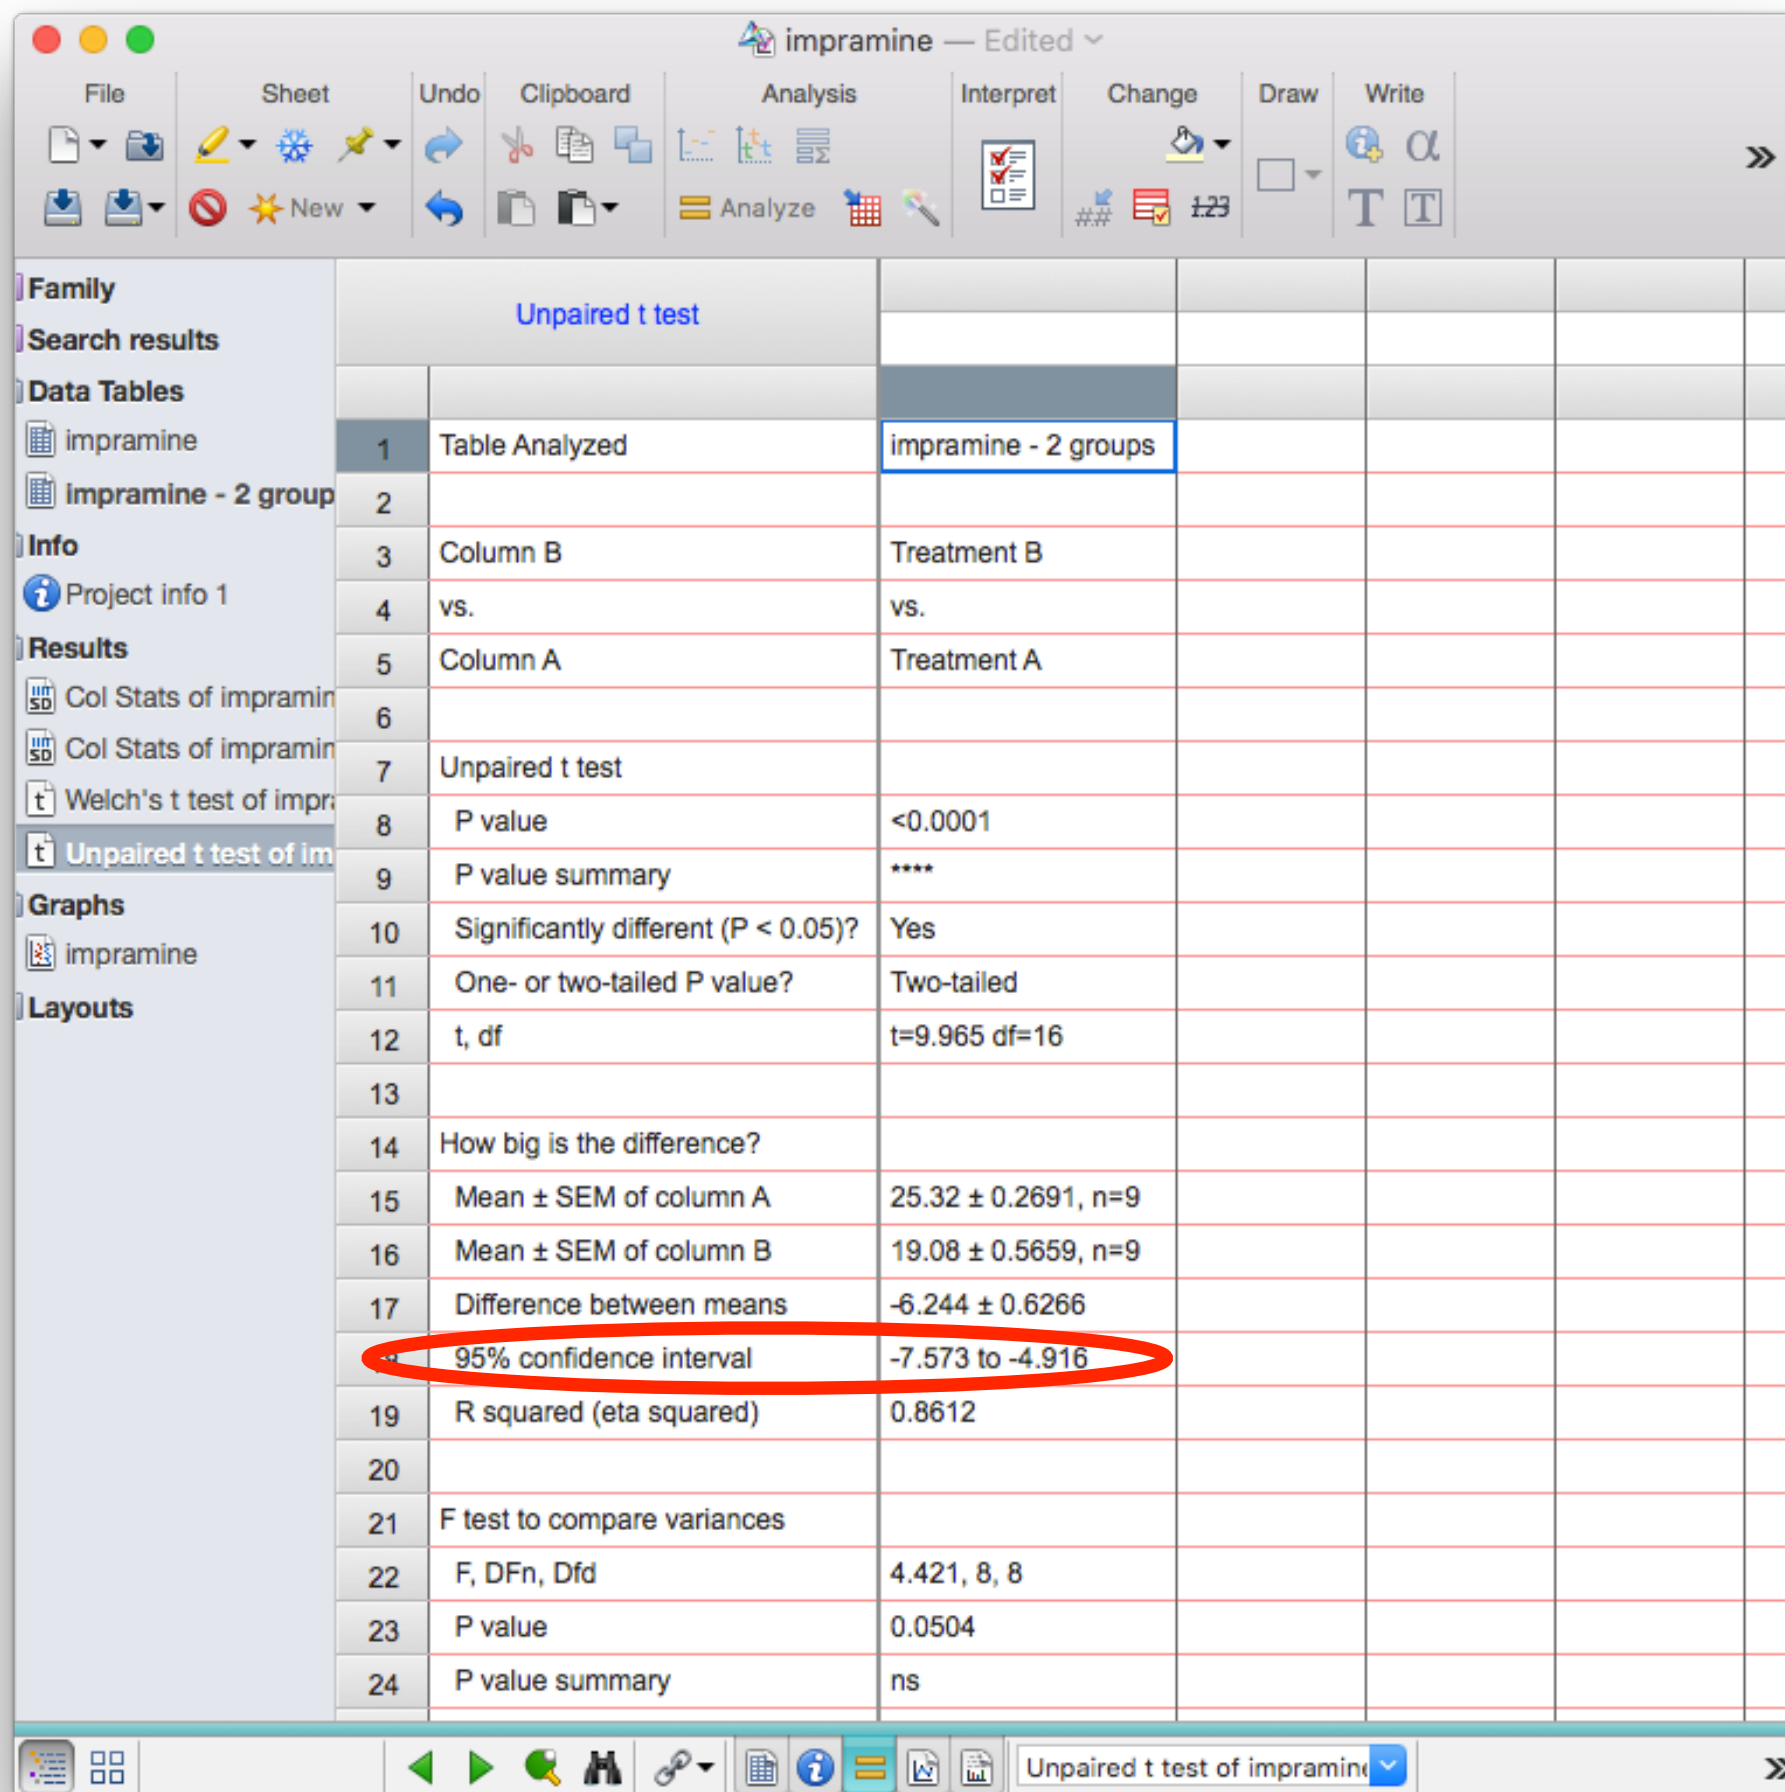 impramine — Edited
File Sheet Undo Clipboard Analysis Interpret Change Draw Write
New Analyze ##.## 1.23 α
T T
Family
Search results
Data Tables
impramine
impramine - 2 group
Info
Project info 1
Results
Col Stats of impramin
Col Stats of impramin
Welch's t test of impra
Unpaired t test of im
Graphs
impramine
Layouts
Unpaired t test
1 Table Analyzed impramine - 2 groups
2
3 Column B Treatment B
4 vs. vs.
5 Column A Treatment A
6
7 Unpaired t test
8 P value <0.0001
9 P value summary ****
10 Significantly different (P < 0.05)? Yes
11 One- or two-tailed P value? Two-tailed
12 t, df t=9.965 df=16
13
14 How big is the difference?
15 Mean ± SEM of column A 25.32 ± 0.2691, n=9
16 Mean ± SEM of column B 19.08 ± 0.5659, n=9
17 Difference between means -6.244 ± 0.6266
95% confidence interval -7.573 to -4.916
19 R squared (eta squared) 0.8612
20
21 F test to compare variances
22 F, DFn, Dfd 4.421, 8, 8
23 P value 0.0504
24 P value summary ns
Unpaired t test of impramin